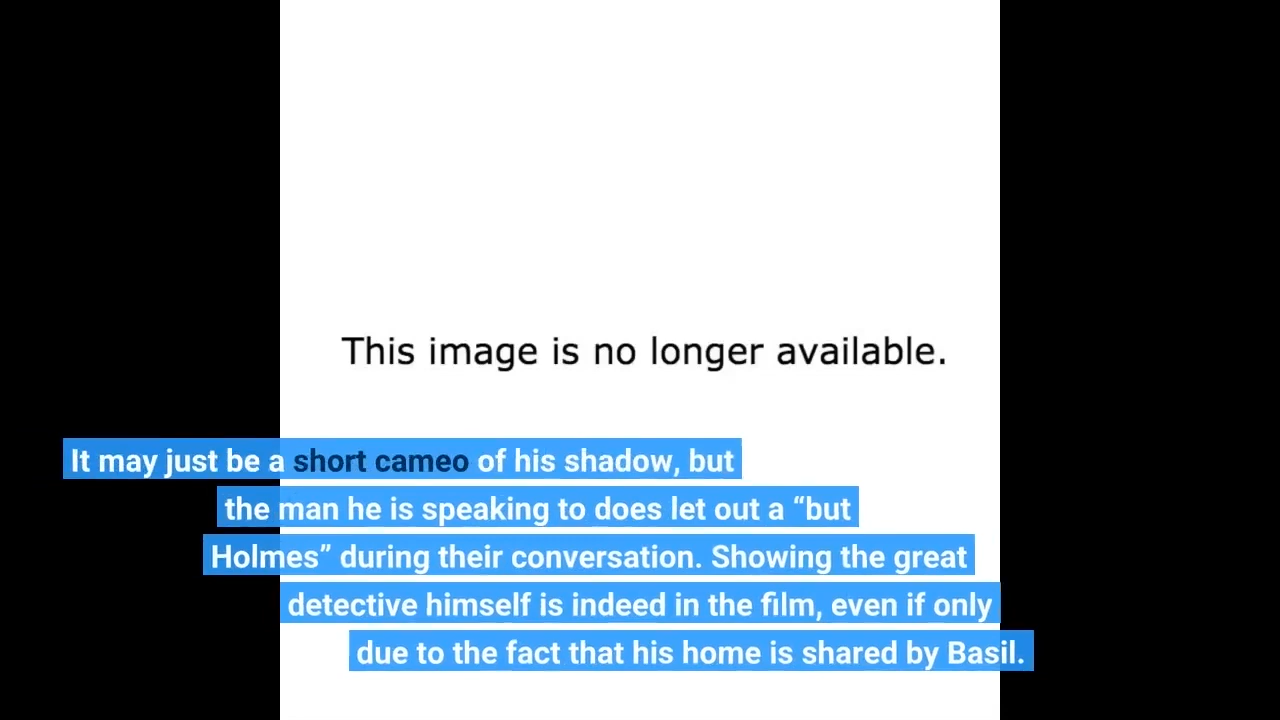 This image is no longer available.
It may just be a short cameo of his shadow, but
the man he is speaking to does let out a “but
Holmes” during their conversation. Showing the great
detective himself is indeed in the film, even if only
due to the fact that his home is shared by Basil.